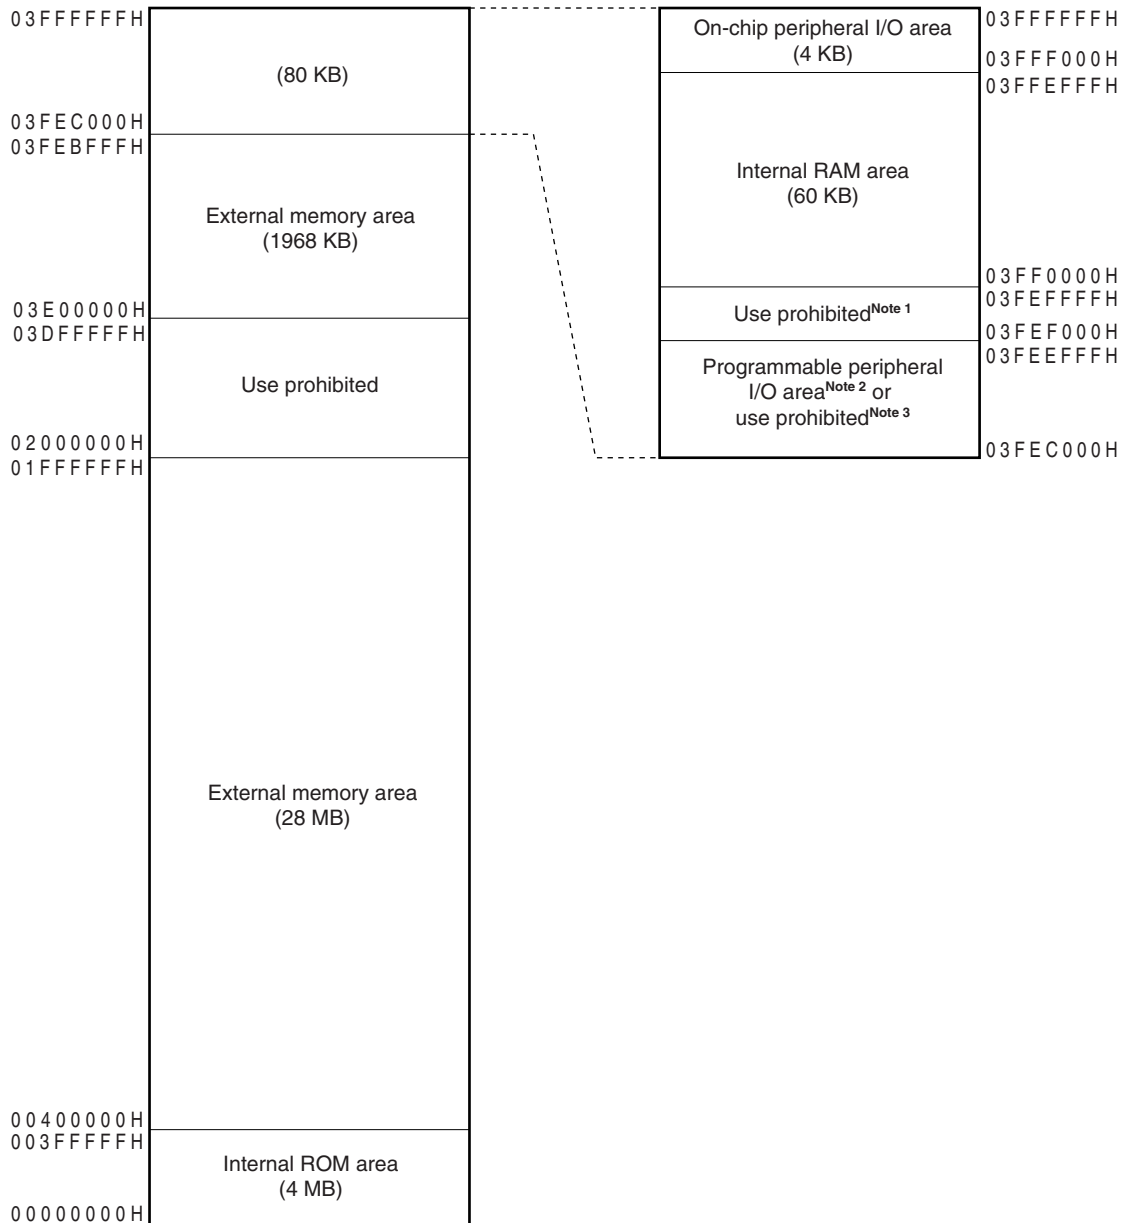 03FFFFFFH
(80 KB)
03FEC000H
03FEBFFFH
External memory area
(1968 KB)
03E00000H
03DFFFFFH
Use prohibited
02000000H
01FFFFFFH
External memory area
(28 MB)
00400000H
003FFFFFH
Internal ROM area
(4 MB)
00000000H
On-chip peripheral I/O area
(4 KB)
03FFFFFFH
03FFF000H
03FFEFFFH
Internal RAM area
(60 KB)
03FF0000H
03FEFFFFH
Use prohibitedNote 1
03FEF000H
03FEEFFFH
Programmable peripheral
I/O areaNote 2 or
use prohibitedNote 3
03FEC000H